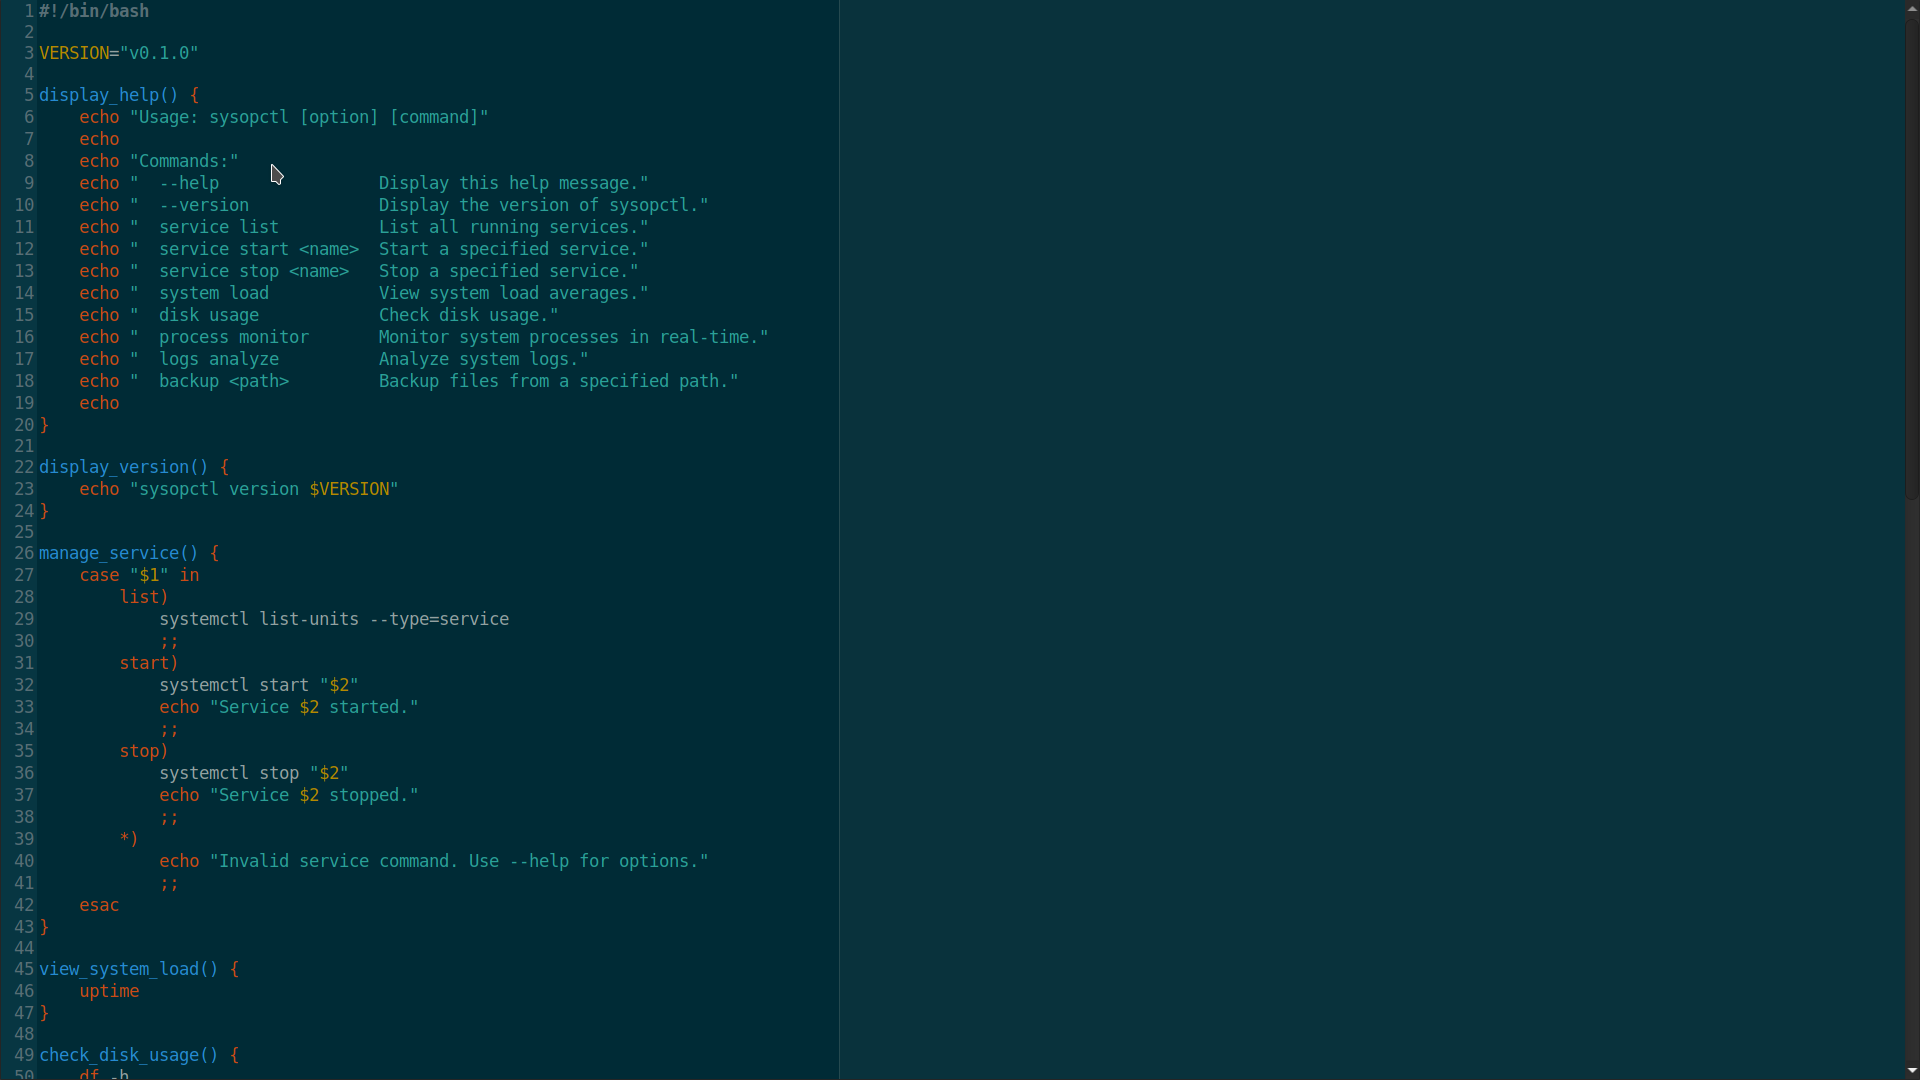 1 #!/bin/bash
2
3 VERSION="v0.1.0"
4
5 display_help() {
6     echo "Usage: sysopctl [option] [command]"
7     echo
8     echo "Commands:"
9     echo "  --help                Display this help message."
10     echo "  --version             Display the version of sysopctl."
11     echo "  service list          List all running services."
12     echo "  service start <name>  Start a specified service."
13     echo "  service stop <name>   Stop a specified service."
14     echo "  system load           View system load averages."
15     echo "  disk usage            Check disk usage."
16     echo "  process monitor       Monitor system processes in real-time."
17     echo "  logs analyze          Analyze system logs."
18     echo "  backup <path>         Backup files from a specified path."
19     echo
20 }
21
22 display_version() {
23     echo "sysopctl version $VERSION"
24 }
25
26 manage_service() {
27     case "$1" in
28         list)
29             systemctl list-units --type=service
30             ;;
31         start)
32             systemctl start "$2"
33             echo "Service $2 started."
34             ;;
35         stop)
36             systemctl stop "$2"
37             echo "Service $2 stopped."
38             ;;
39         *)
40             echo "Invalid service command. Use --help for options."
41             ;;
42     esac
43 }
44
45 view_system_load() {
46     uptime
47 }
48
49 check_disk_usage() {
50     df -h